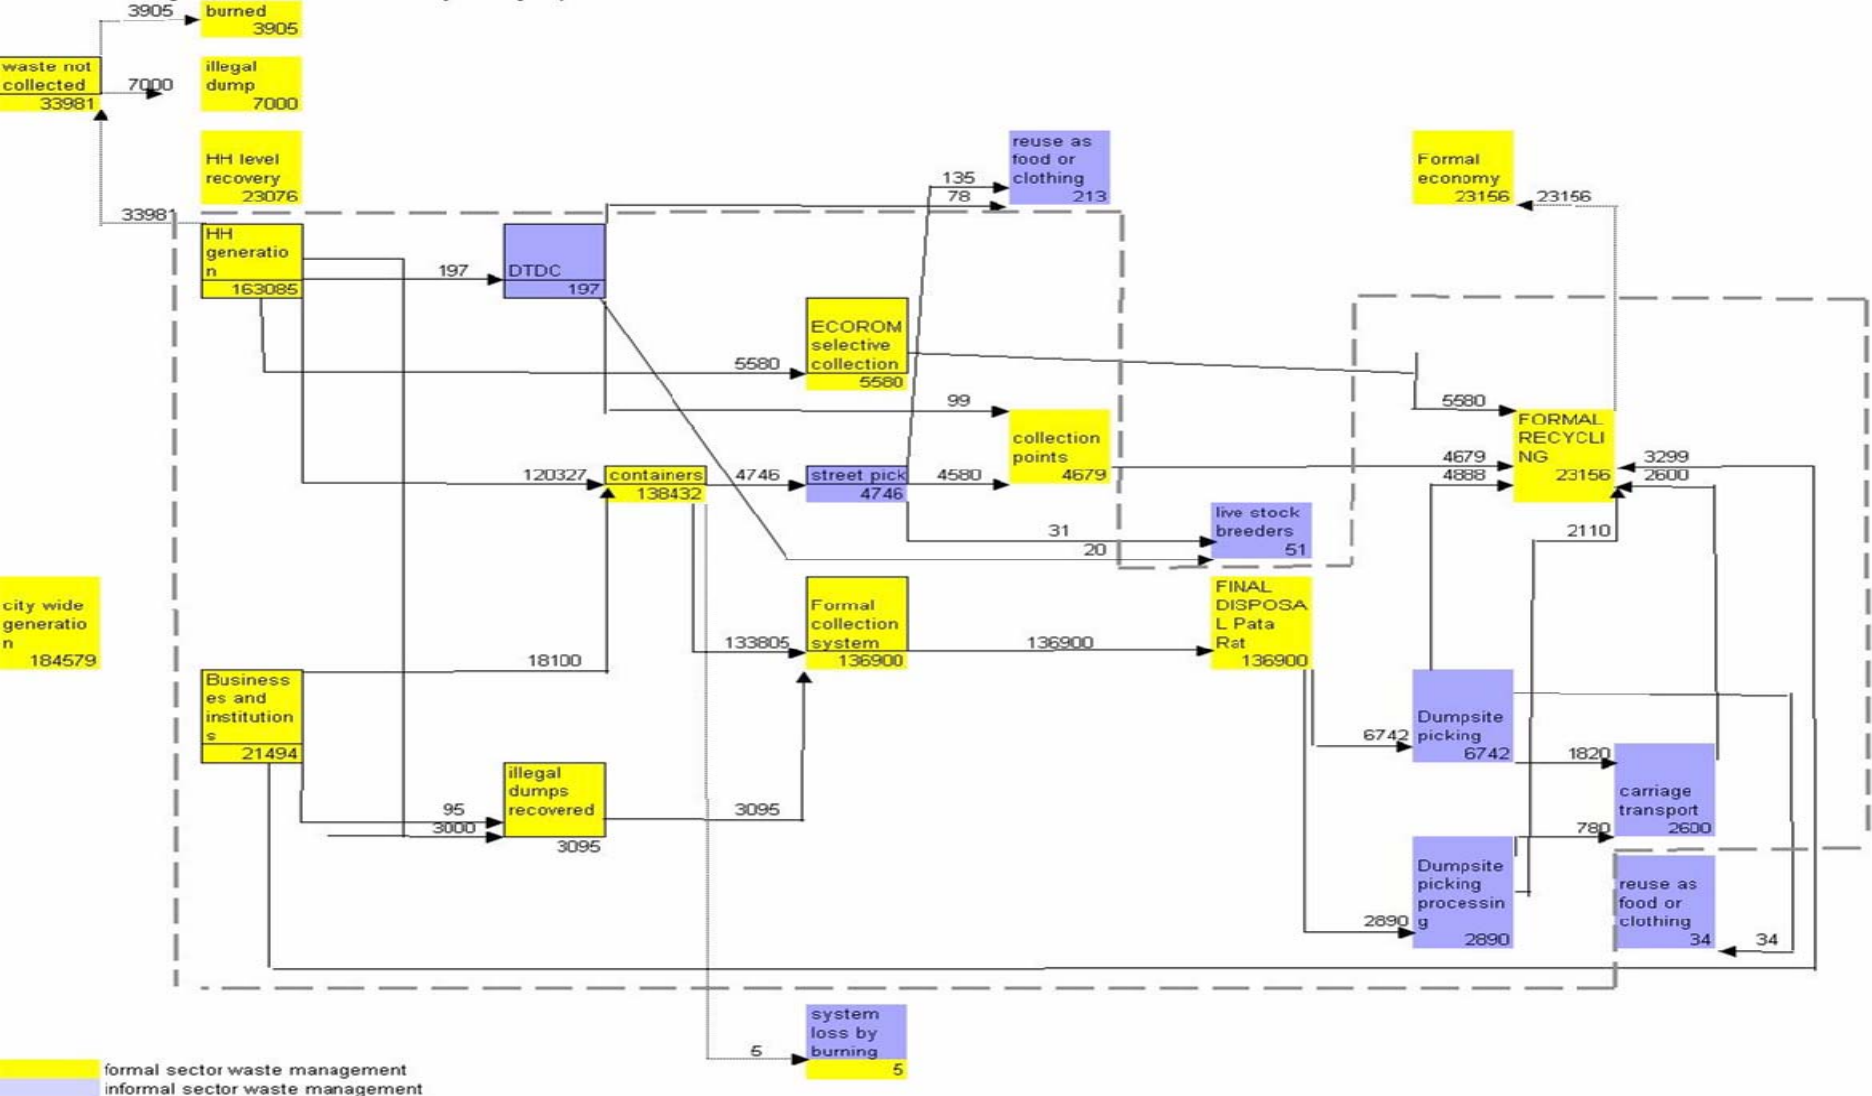 3905
burned
3905
waste not
collected
33981
7000
illegal
dump
7000
HH level
recovery
23076
33981
reuse as
food or
clothing
213
135
78
Formal
economy
23156
23156
HH
generatio
n
163085
197
DTDC
197
ECOROM
selective
collection
5580
5580
99
collection
points
4679
5580
FORMAL
RECYCLI
NG
23156
4679
4888
3299
2600
2110
120327
containers
138432
4746
street pick
4746
4580
31
20
live stock
breeders
51
city wide
generatio
n
184579
Formal
collection
system
136900
133805
136900
FINAL
DISPOSA
L Pata
Rat
136900
18100
Business
es and
institution
s
21494
illegal
dumps
recovered
3095
95
3000
3095
6742
Dumpsite
picking
6742
1820
carriage
transport
2600
780
Dumpsite
picking
processin
g
2890
2890
reuse as
food or
clothing
34
34
system
loss by
burning
5
5
formal sector waste management
informal sector waste management